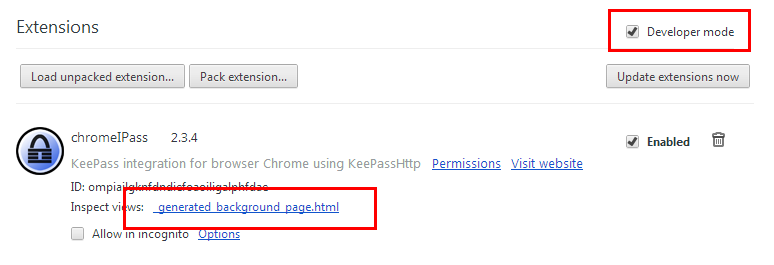 Extensions
Developer mode
Load unpacked extension... Pack extension... Update extensions now
chromeIPass 2.3.4
Enabled
KeePass integration for browser Chrome using KeePassHttp Permissions Visit website
ID:
Inspect views: _generated_background_page.html
Allow in incognito Options